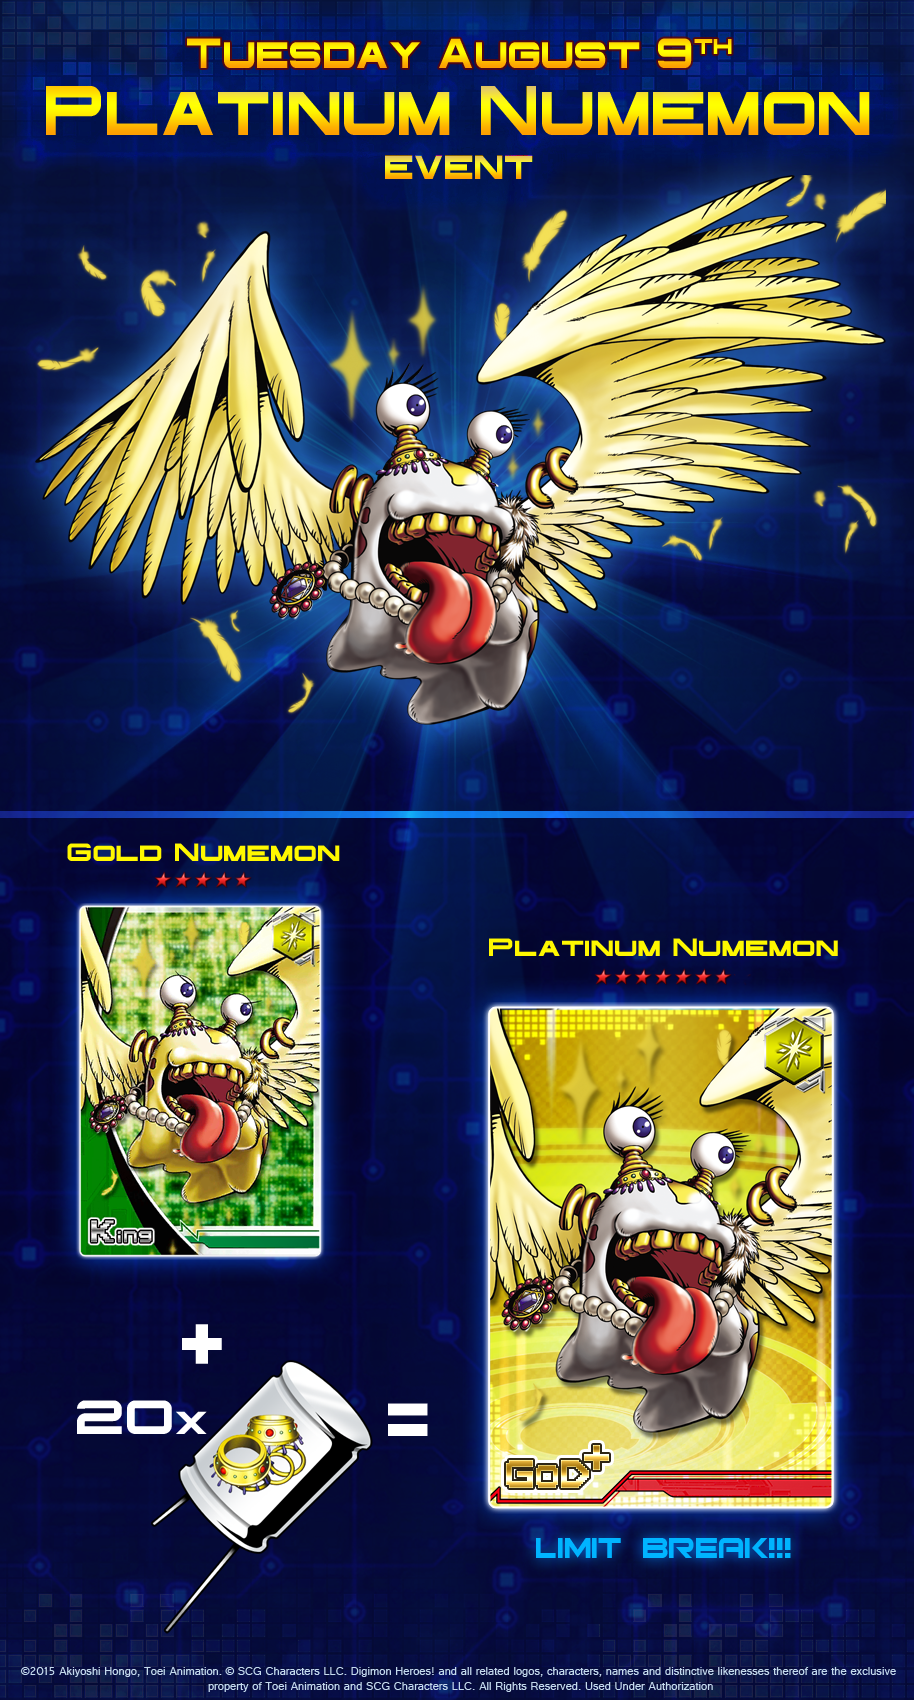 Tuesday August 9th
Platinum Numemon
Event
Gold Numemon
Platinum Numemon
King
+
20x
=
GoD+
LIMIT BREAK!!!
©2015 Akiyoshi Hongo, Toei Animation. © SCG Characters LLC. Digimon Heroes! and all related logos, characters, names and distinctive likenesses thereof are the exclusive
property of Toei Animation and SCG Characters LLC. All Rights Reserved. Used Under Authorization